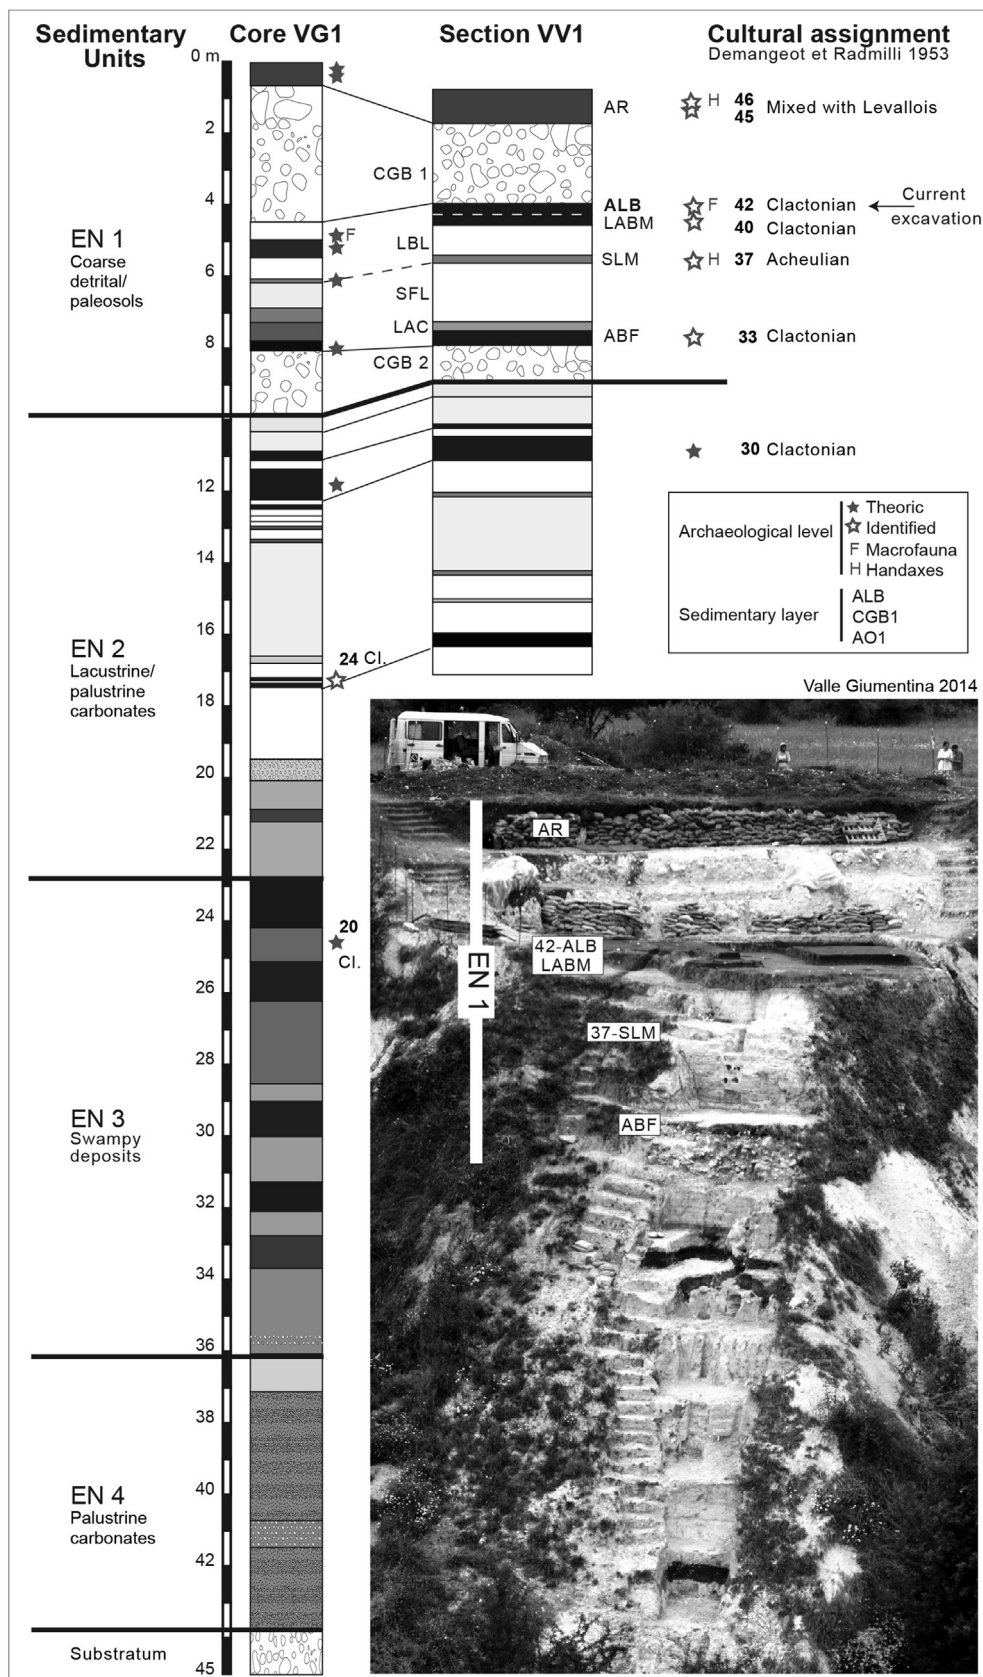 Sedimentary
Units
Core VG1
Section VV1
Cultural assignment
Demangeot et Radmilli 1953
0 m
2
4
6
8
12
14
16
18
20
22
24
26
28
30
32
34
36
38
40
42
45
EN 1
Coarse
detrital/
paleosols
EN 2
Lacustrine/
palustrine
carbonates
EN 3
Swampy
deposits
EN 4
Palustrine
carbonates
Substratum
F
24 Cl.
20
Cl.
CGB 1
LBL
SFL
LAC
CGB 2
AR
ALB
LABM
SLM
ABF
H 46
45 Mixed with Levallois
F 42 Clactonian
Current
excavation
40 Clactonian
H 37 Acheulian
33 Clactonian
30 Clactonian
Archaeological level
Theoric
Identified
F Macrofauna
H Handaxes
Sedimentary layer
ALB
CGB1
AO1
Valle Giumentina 2014
AR
42-ALB
LABM
EN 1
37-SLM
ABF